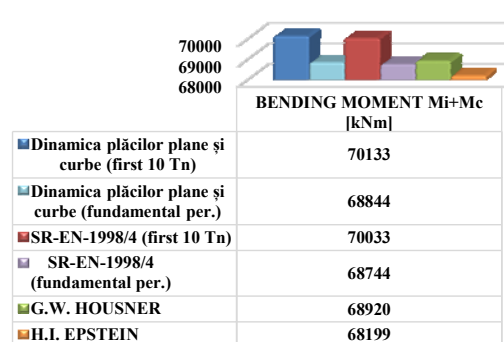 70000
69000
68000
BENDING MOMENT Mi+Mc
[kNm]
Dinamica plăcilor plane și
curbe (first 10 Tn)
70133
Dinamica plăcilor plane și
curbe (fundamental per.)
68844
SR-EN-1998/4 (first 10 Tn)
70033
SR-EN-1998/4
(fundamental per.)
68744
G.W. HOUSNER
68920
H.I. EPSTEIN
68199